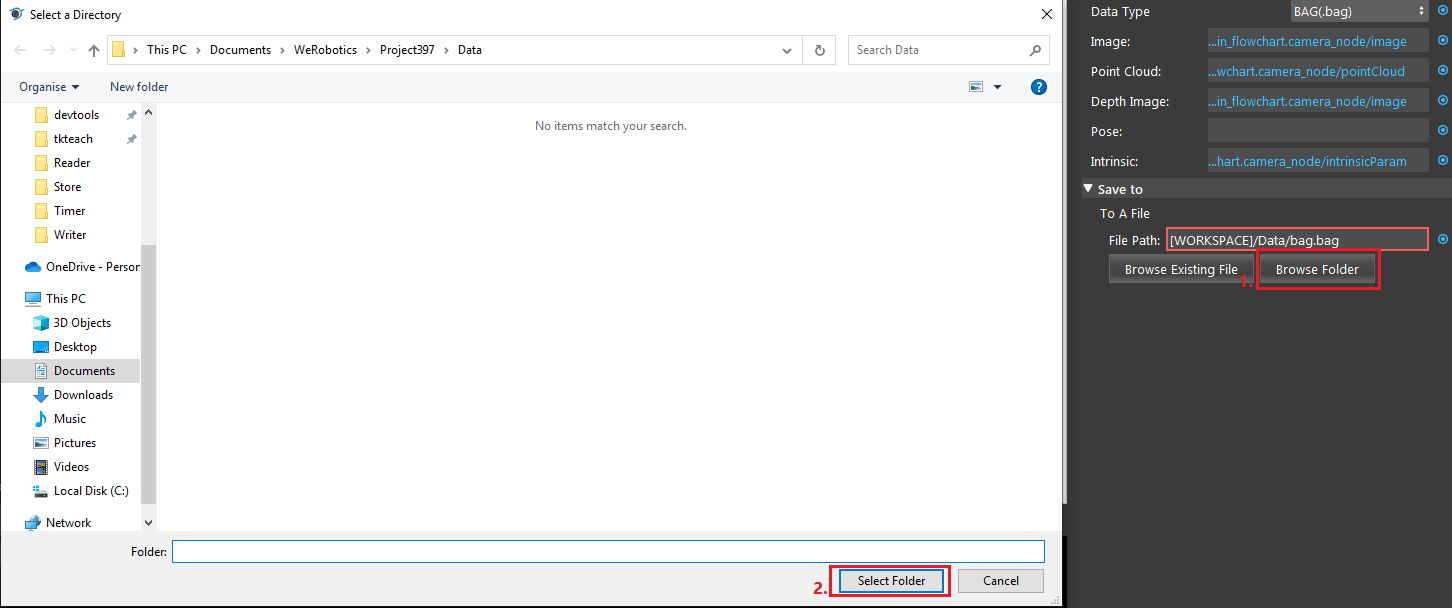 Select a Directory
This PC > Documents > WeRobotics > Project397 > Data
Search Data
Organise
New folder
?
devtools
tkteach
Reader
Store
Timer
Writer
OneDrive - Person
This PC
3D Objects
Desktop
Documents
Downloads
Music
Pictures
Videos
Local Disk (C:)
Network
No items match your search.
Folder:
2.
Select Folder
Cancel
Data Type
BAG(.bag)
Image:
...in_flowchart.camera_node/image
Point Cloud:
...wchart.camera_node/pointCloud
Depth Image:
...in_flowchart.camera_node/image
Pose:
Intrinsic:
...hart.camera_node/intrinsicParam
Save to
To A File
File Path:
[WORKSPACE]/Data/bag.bag
Browse Existing File
1.
Browse Folder